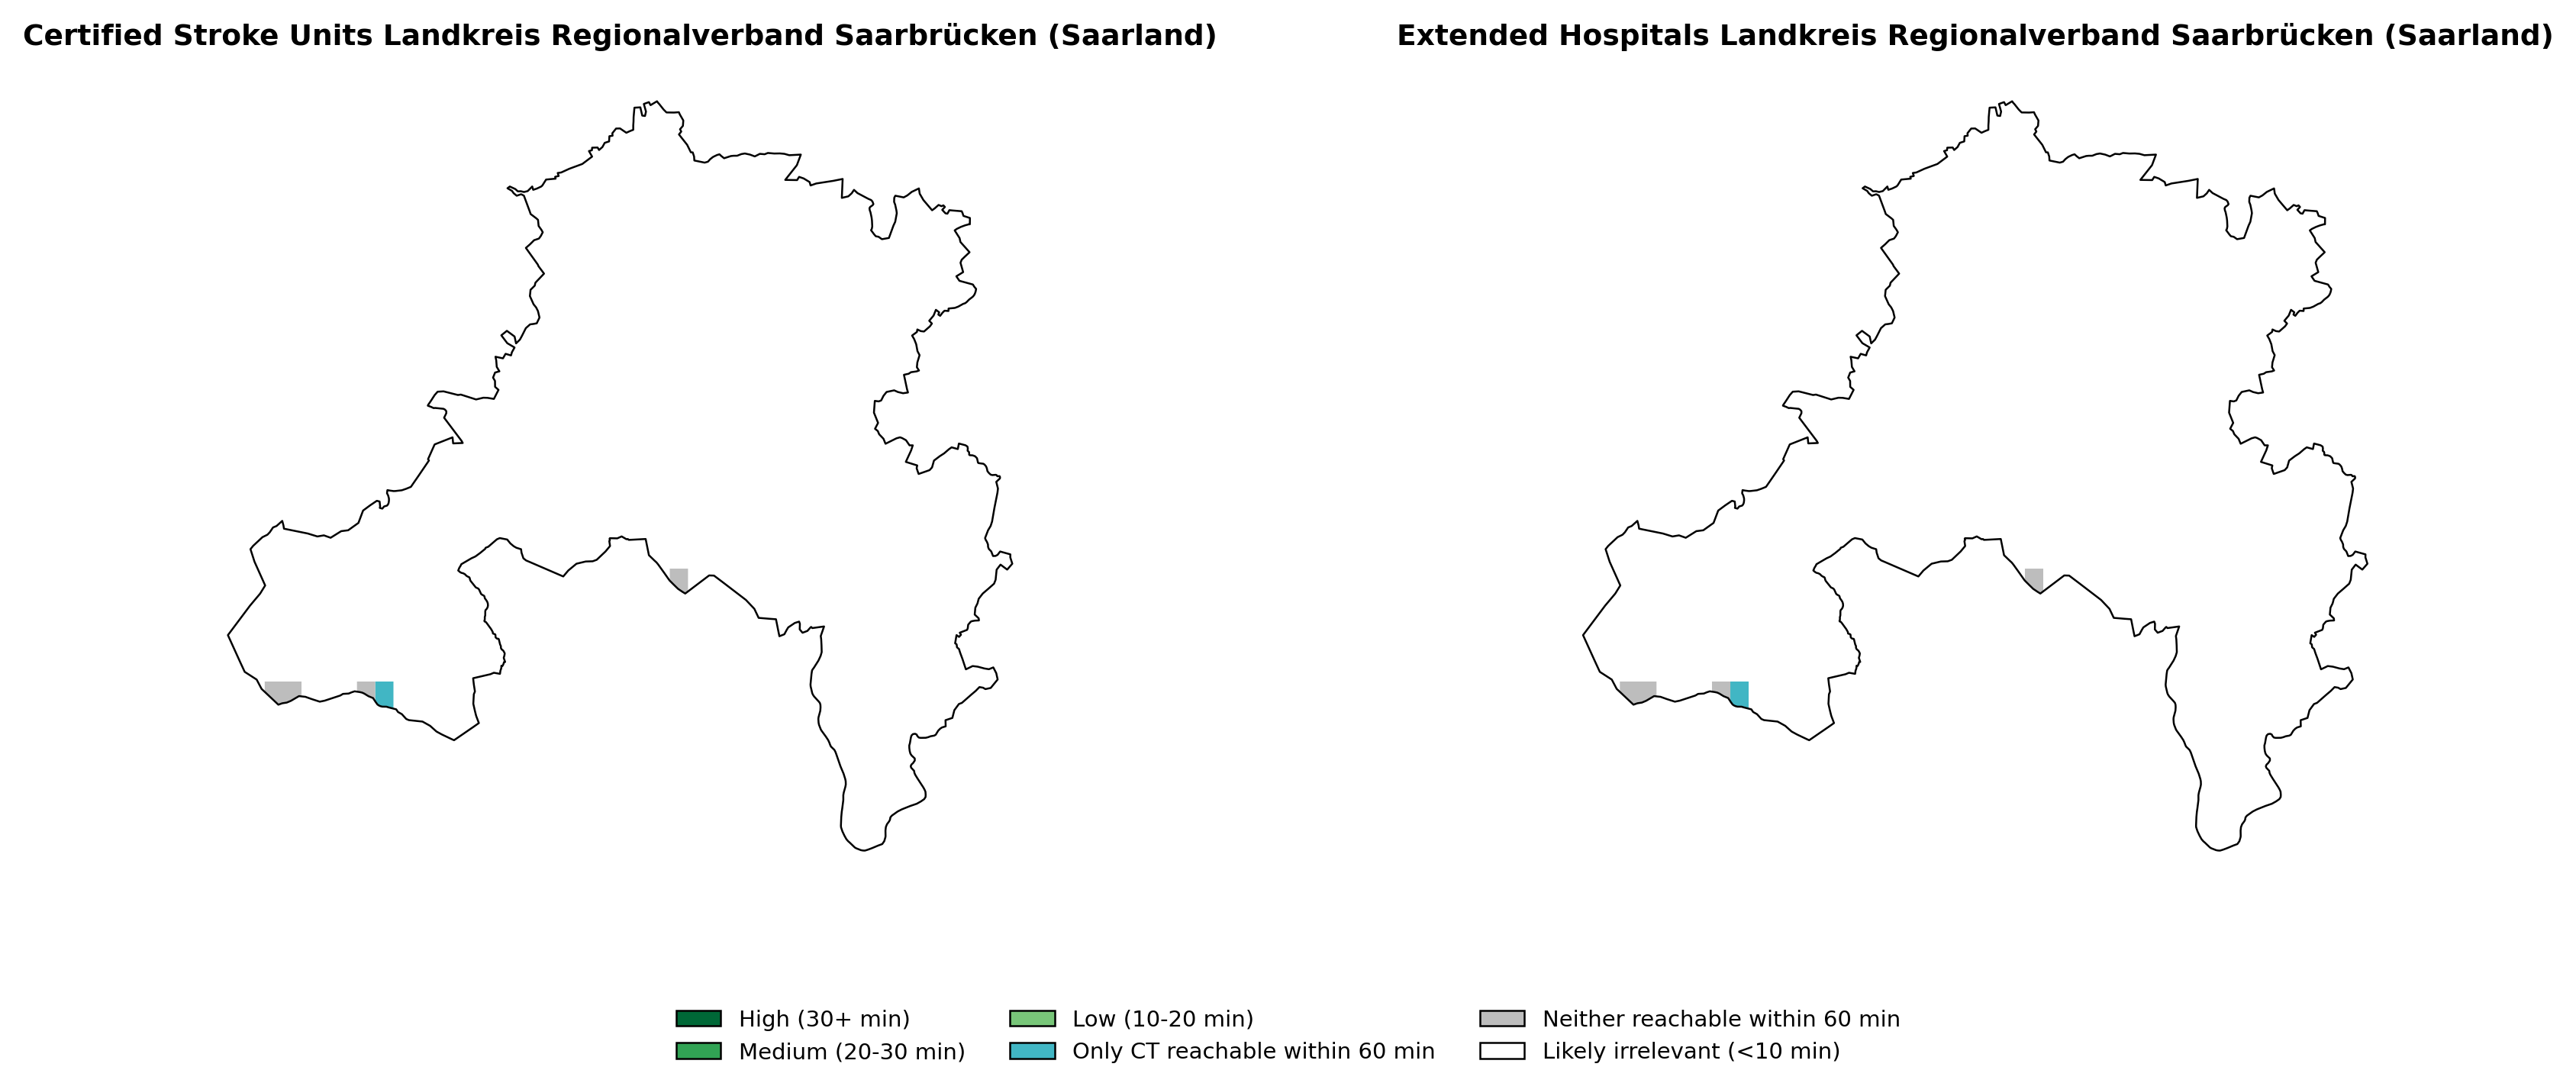 Certified Stroke Units Landkreis Regionalverband Saarbrücken (Saarland)
Extended Hospitals Landkreis Regionalverband Saarbrücken (Saarland)
High (30+ min)
Medium (20-30 min)
Low (10-20 min)
Only CT reachable within 60 min
Neither reachable within 60 min
Likely irrelevant (<10 min)